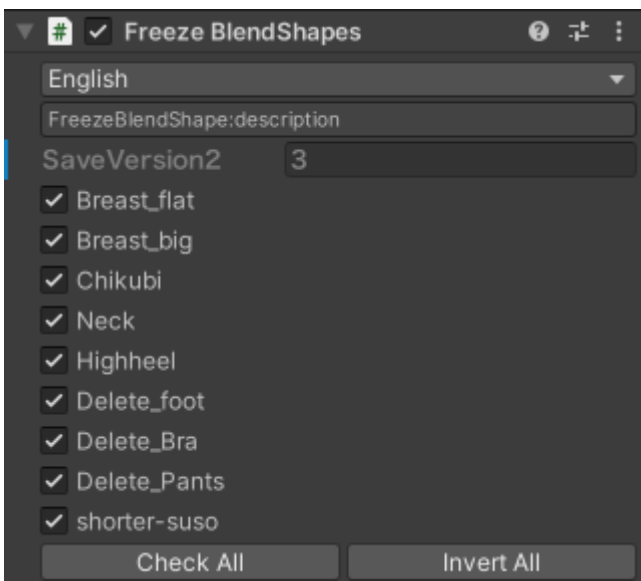 Freeze BlendShapes
English
FreezeBlendShape:description
SaveVersion2 3
Breast_flat
Breast_big
Chikubi
Neck
Highheel
Delete_foot
Delete_Bra
Delete_Pants
shorter-suso
Check All Invert All